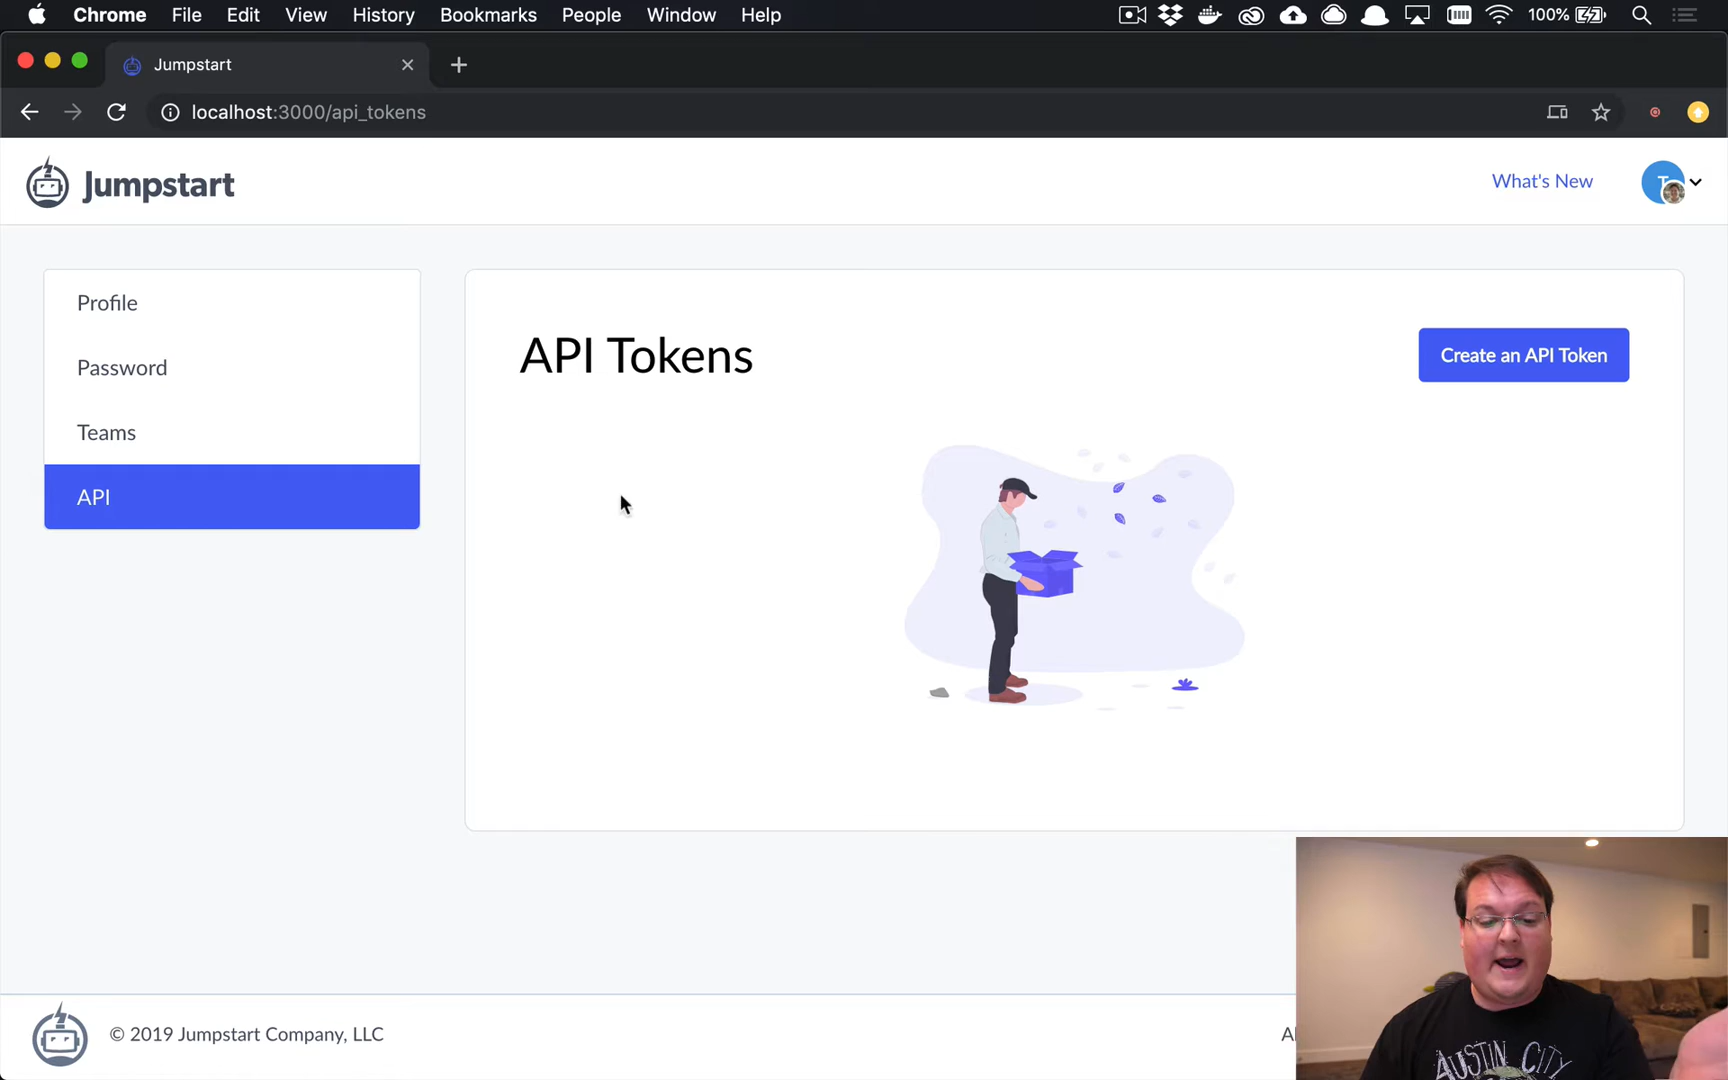 Chrome File Edit View History Bookmarks People Window Help 100%
Jumpstart
localhost:3000/api_tokens
Jumpstart
What's New
T
Profile
Password
Teams
API
API Tokens
Create an API Token
© 2019 Jumpstart Company, LLC
AUSTIN CITY